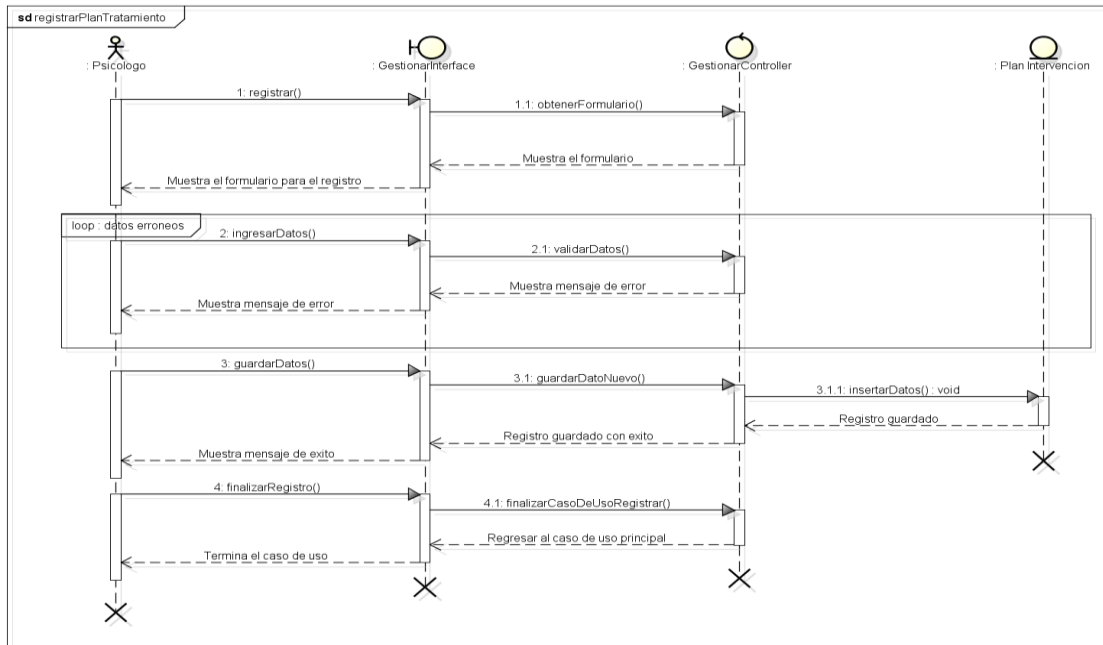 sd registrarPlanTratamiento
: Psicologo
: GestionarInterface
: GestionarController
: Plan Intervencion
1: registrar()
1.1: obtenerFormulario()
Muestra el formulario
Muestra el formulario para el registro
loop : datos erroneos
2: ingresarDatos()
2.1: validarDatos()
Muestra mensaje de error
Muestra mensaje de error
3: guardarDatos()
3.1: guardarDatoNuevo()
3.1.1: insertarDatos() : void
Registro guardado
Registro guardado con exito
Muestra mensaje de exito
4: finalizarRegistro()
4.1: finalizarCasoDeUsoRegistrar()
Regresar al caso de uso principal
Termina el caso de uso